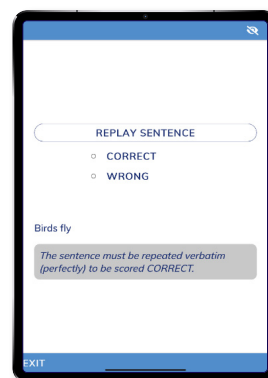 REPLAY SENTENCE
CORRECT
WRONG
Birds fly
The sentence must be repeated verbatim
(perfectly) to be scored CORRECT.
EXIT